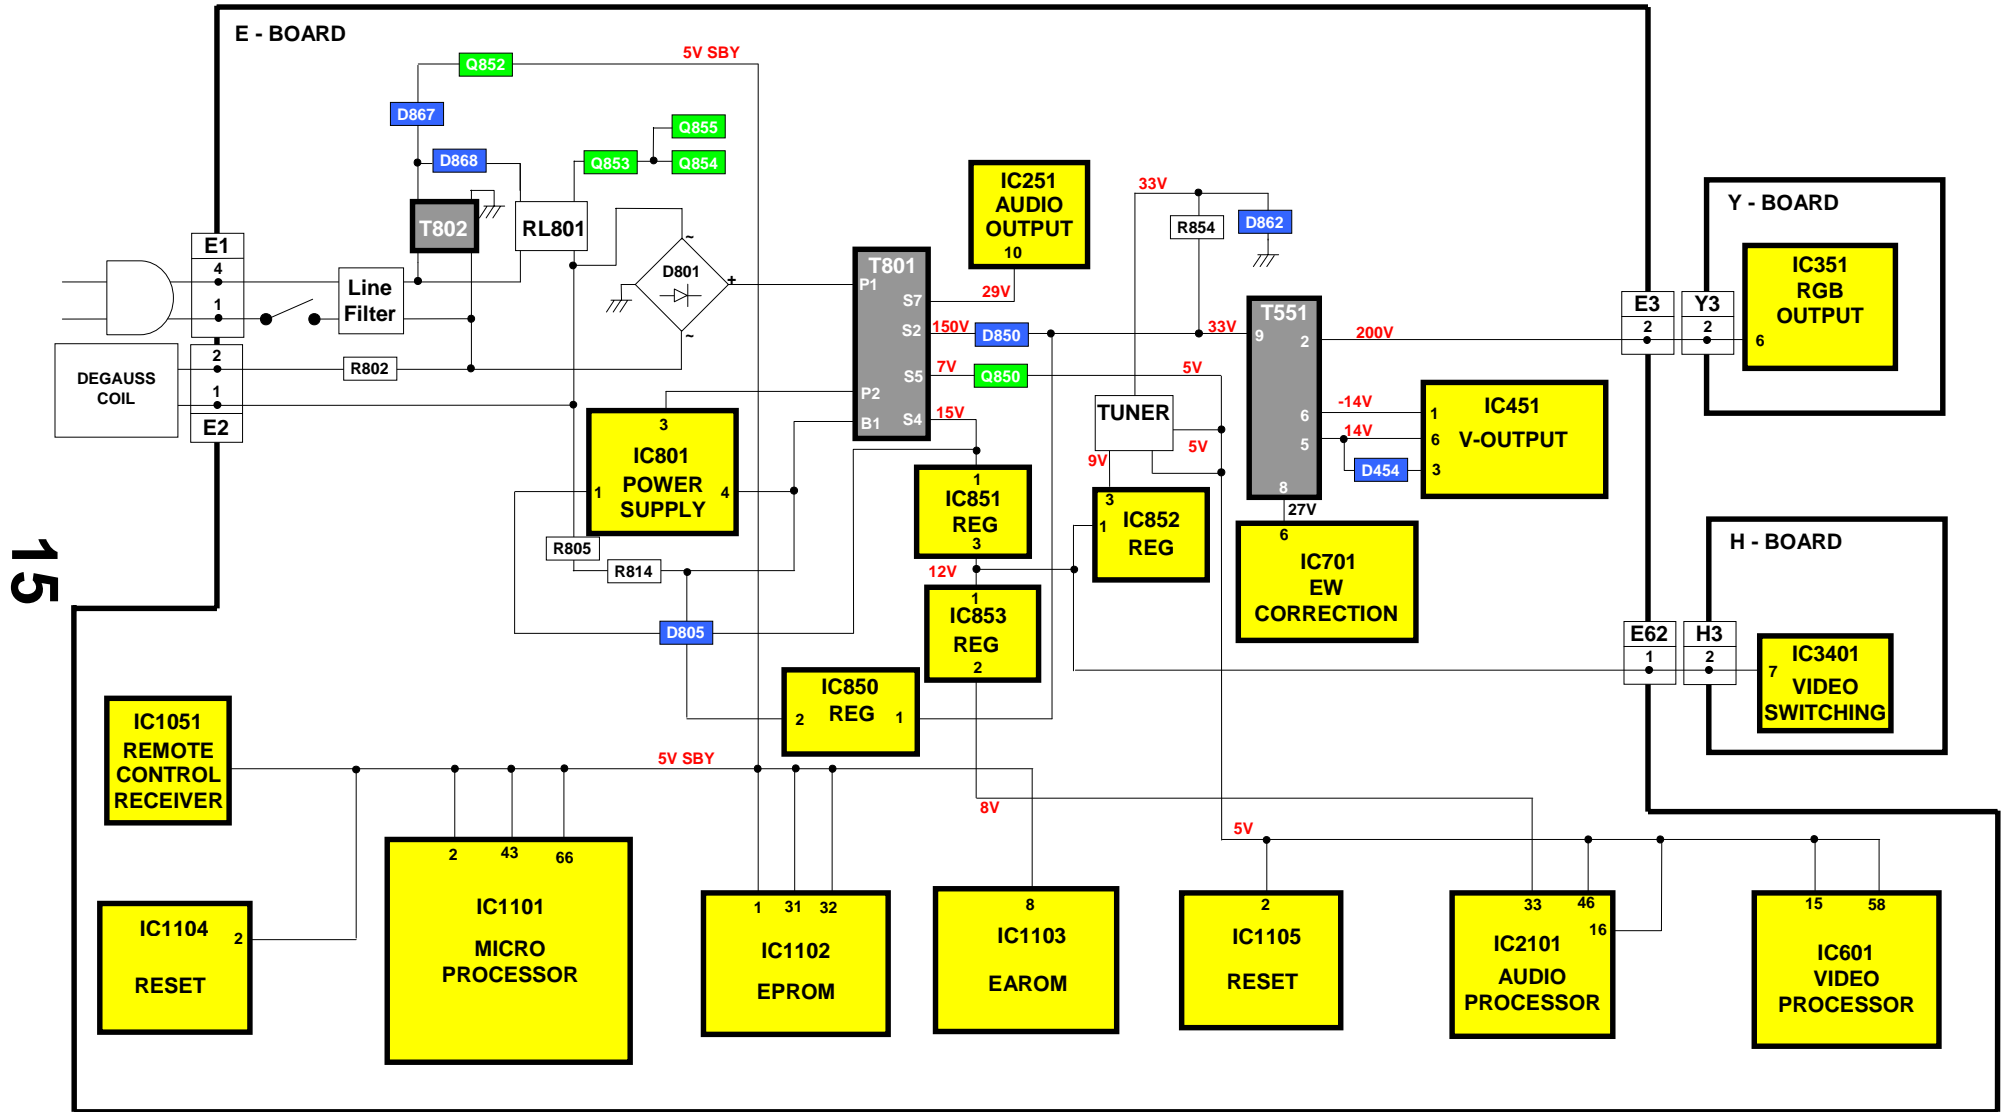 E - BOARD
5V SBY
Q852
D867
Q855
D868
Q853
Q854
T802
RL801
E1
4
1
Line
Filter
D801
~
+
~
DEGAUSS
COIL
2
1
E2
R802
T801
P1
S7
S2
S5
P2
B1
S4
29V
150V
7V
15V
D850
Q850
IC251
AUDIO
OUTPUT
10
33V
R854
D862
33V
5V
TUNER
5V
9V
T551
9
2
6
5
8
200V
-14V
14V
D454
27V
1
6
3
IC451
V-OUTPUT
E3
2
Y3
2
Y - BOARD
IC351
RGB
OUTPUT
6
3
IC801
POWER
SUPPLY
1
4
R805
R814
D805
1
IC851
REG
3
12V
1
IC853
REG
2
3
1
IC852
REG
6
IC701
EW
CORRECTION
H - BOARD
E62
1
H3
2
7
IC3401
VIDEO
SWITCHING
IC850
REG
2
1
15
IC1051
REMOTE
CONTROL
RECEIVER
5V SBY
8V
5V
IC1104
2
RESET
2
43
66
IC1101
MICRO
PROCESSOR
1
31
32
IC1102
EPROM
8
IC1103
EAROM
2
IC1105
RESET
33
46
16
IC2101
AUDIO
PROCESSOR
15
58
IC601
VIDEO
PROCESSOR